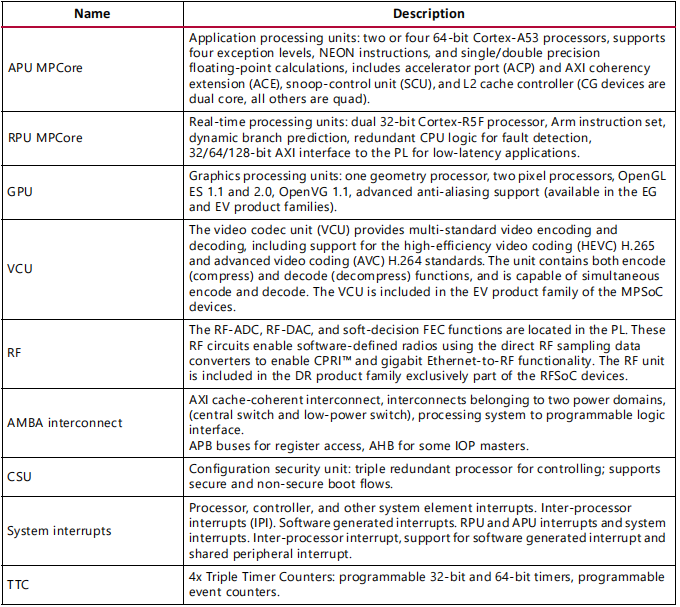 Name
Description
APU MPCore
Application processing units: two or four 64-bit Cortex-A53 processors, supports
four exception levels, NEON instructions, and single/double precision
floating-point calculations, includes accelerator port (ACP) and AXI coherency
extension (ACE), snoop-control unit (SCU), and L2 cache controller (CG devices are
dual core, all others are quad).
RPU MPCore
Real-time processing units: dual 32-bit Cortex-R5F processor, Arm instruction set,
dynamic branch prediction, redundant CPU logic for fault detection,
32/64/128-bit AXI interface to the PL for low-latency applications.
GPU
Graphics processing units: one geometry processor, two pixel processors, OpenGL
ES 1.1 and 2.0, OpenVG 1.1, advanced anti-aliasing support (available in the EG
and EV product families).
VCU
The video codec unit (VCU) provides multi-standard video encoding and
decoding, including support for the high-efficiency video coding (HEVC) H.265
and advanced video coding (AVC) H.264 standards. The unit contains both encode
(compress) and decode (decompress) functions, and is capable of simultaneous
encode and decode. The VCU is included in the EV product family of the MPSoC
devices.
RF
The RF-ADC, RF-DAC, and soft-decision FEC functions are located in the PL. These
RF circuits enable software-defined radios using the direct RF sampling data
converters to enable CPRI™ and gigabit Ethernet-to-RF functionality. The RF unit
is included in the DR product family exclusively part of the RFSoC devices.
AMBA interconnect
AXI cache-coherent interconnect, interconnects belonging to two power domains,
(central switch and low-power switch), processing system to programmable logic
interface.
APB buses for register access, AHB for some IOP masters.
CSU
Configuration security unit: triple redundant processor for controlling; supports
secure and non-secure boot flows.
System interrupts
Processor, controller, and other system element interrupts. Inter-processor
interrupts (IPI). Software generated interrupts. RPU and APU interrupts and system
interrupts. Inter-processor interrupt, support for software generated interrupt and
shared peripheral interrupt.
TTC
4x Triple Timer Counters: programmable 32-bit and 64-bit timers, programmable
event counters.